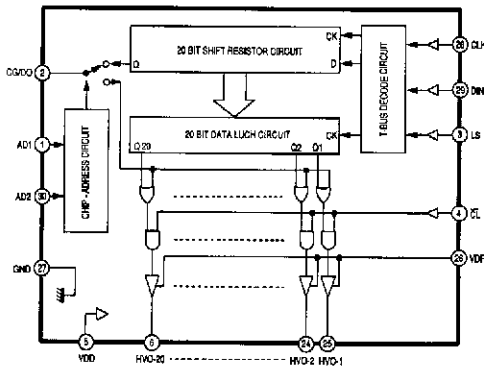 20 BIT SHIFT RESISTOR CIRCUIT
CK
Q
D
T-BUS DECODE CIRCUIT
28 CLK
CG/DO
2
29 DIN
20 BIT DATA LUCH CIRCUIT
CK
3 LS
Q 20
Q2
Q1
AD1
1
CHIP - ADRESS CIRCUIT
AD2
30
4 CL
GND
27
26 VDF
5
6
24
25
VDD
HVO-20
HVO-2
HVO-1